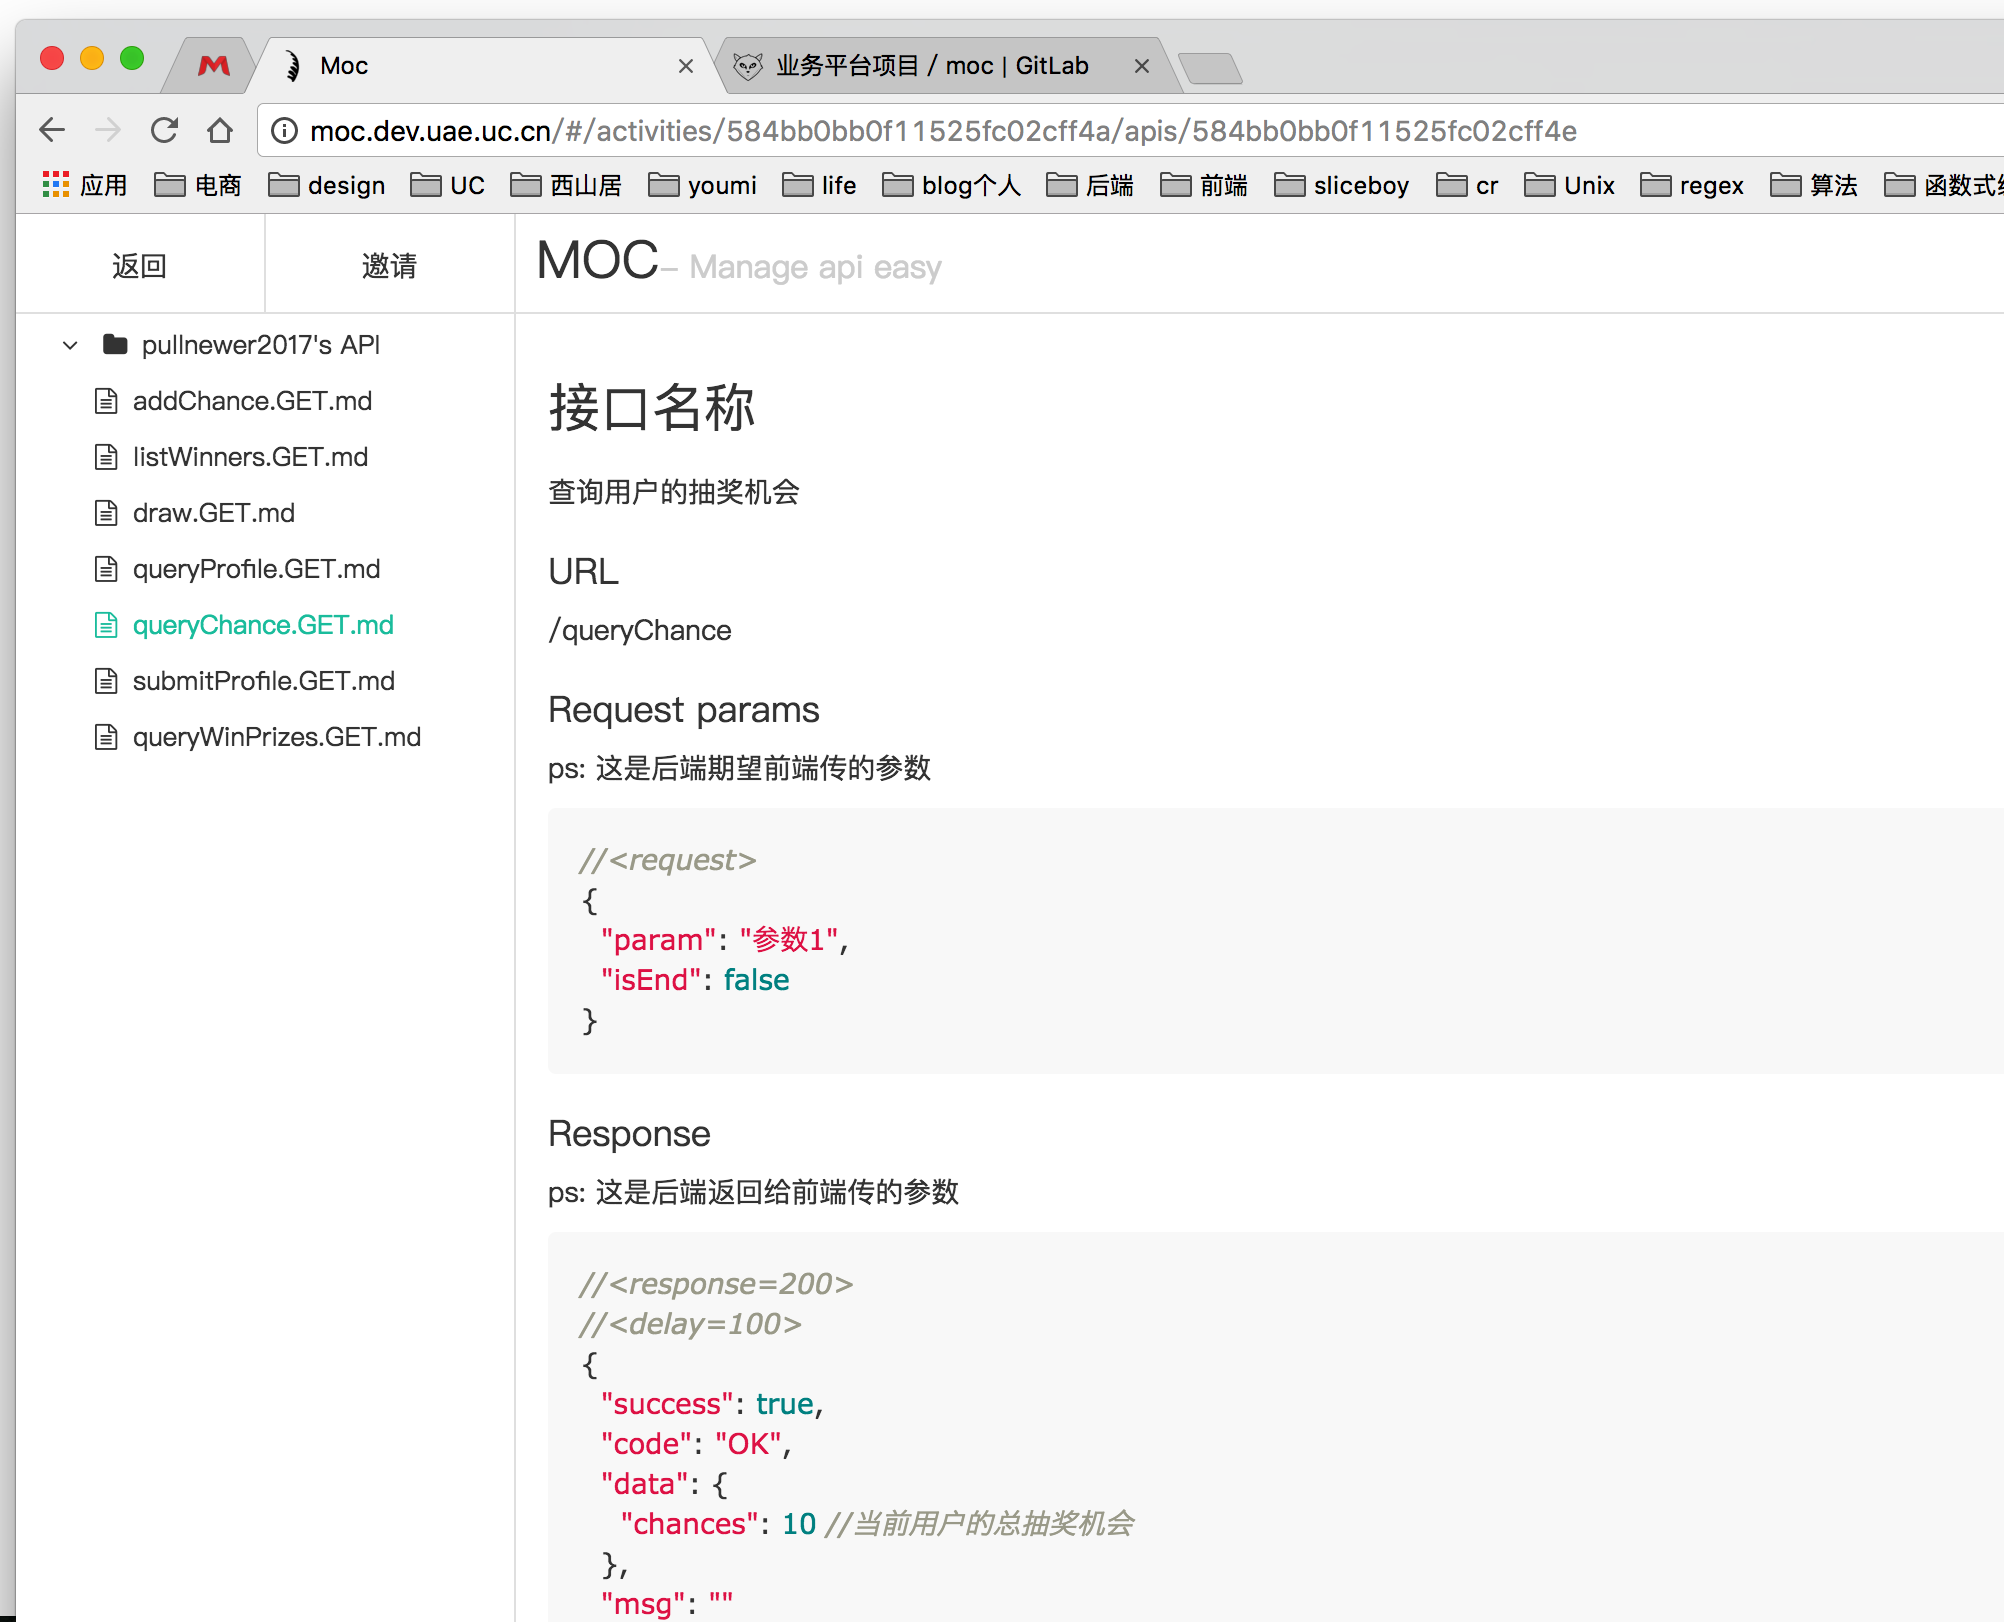 Moc
业务平台项目 / moc | GitLab
moc.dev.uae.uc.cn/#/activities/584bb0bb0f11525fc02cff4a/apis/584bb0bb0f11525fc02cff4e
应用 电商 design UC 西山居 youmi life blog个人 后端 前端 sliceboy cr Unix regex 算法 函数式
返回 邀请
MOC– Manage api easy
pullnewer2017's API
addChance.GET.md
listWinners.GET.md
draw.GET.md
queryProfile.GET.md
queryChance.GET.md
submitProfile.GET.md
queryWinPrizes.GET.md
接口名称
查询用户的抽奖机会
URL
/queryChance
Request params
ps: 这是后端期望前端传的参数
//<request>
{
"param": "参数1",
"isEnd": false
}
Response
ps: 这是后端返回给前端传的参数
//<response=200>
//<delay=100>
{
"success": true,
"code": "OK",
"data": {
"chances": 10 //当前用户的总抽奖机会
},
"msg": ""